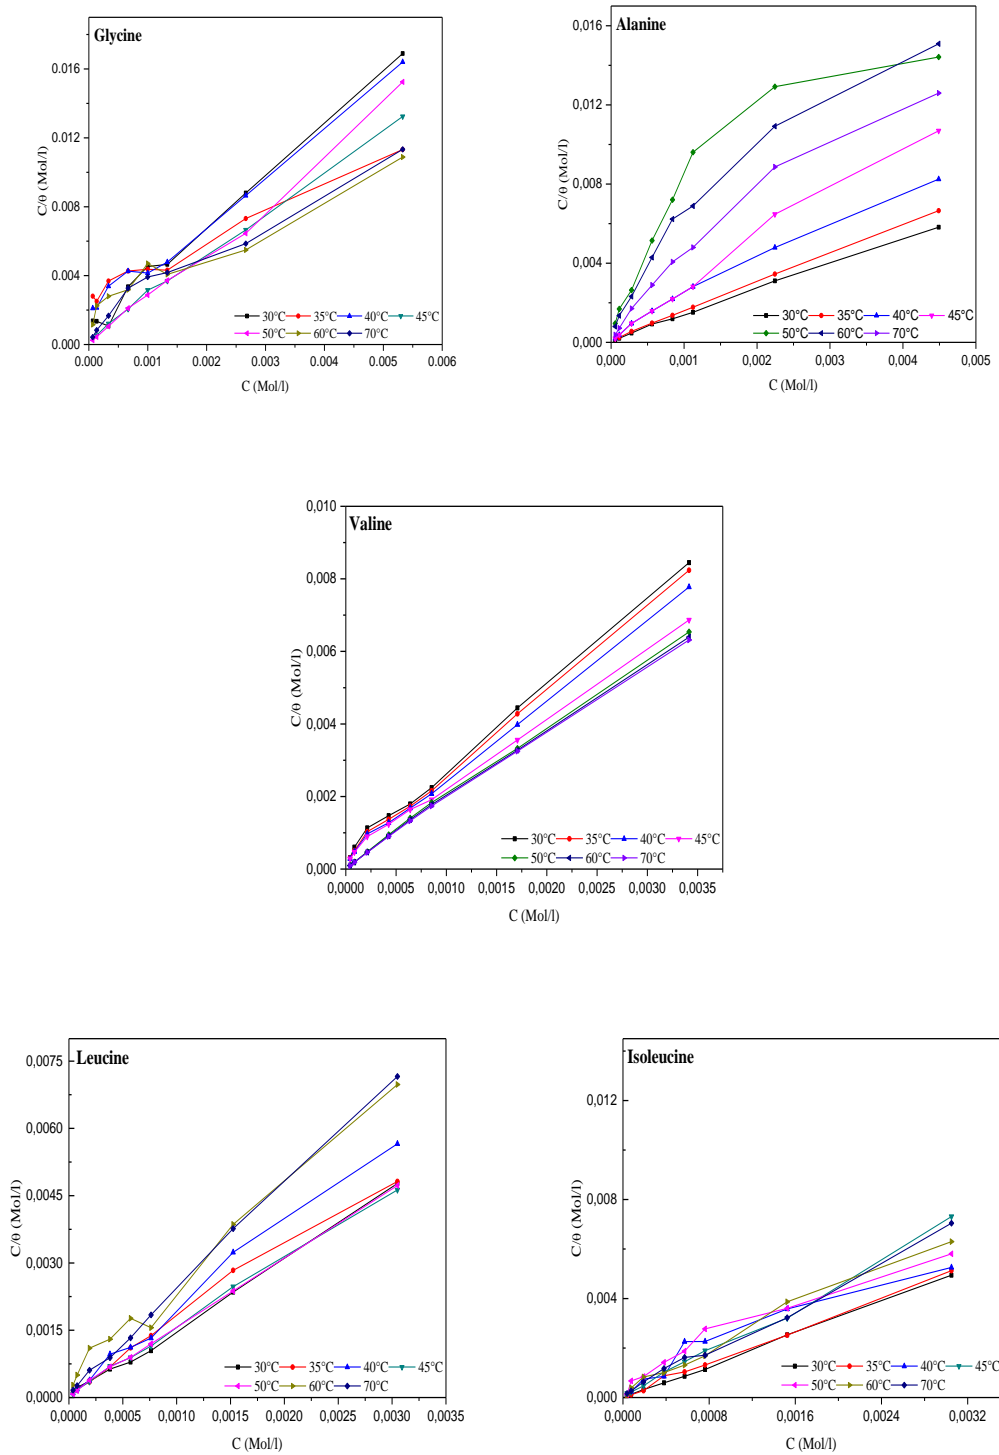 Glycine
C/θ (Mol/l)
0.016
0.012
0.008
0.004
0.000
30°C 35°C 40°C 45°C
50°C 60°C 70°C
0.000 0.001 0.002 0.003 0.004 0.005 0.006
C (Mol/l)
Alanine
C/θ (Mol/l)
0,016
0,012
0,008
0,004
0,000
30°C 35°C 40°C 45°C
50°C 60°C 70°C
0,000 0,001 0,002 0,003 0,004 0,005
C (Mol/l)
Valine
C/θ (Mol/l)
0,010
0,008
0,006
0,004
0,002
0,000
30°C 35°C 40°C 45°C
50°C 60°C 70°C
0,0000 0,0005 0,0010 0,0015 0,0020 0,0025 0,0030 0,0035
C (Mol/l)
Leucine
C/θ (Mol/l)
0,0075
0,0060
0,0045
0,0030
0,0015
0,0000
30°C 35°C 40°C 45°C
50°C 60°C 70°C
0,0000 0,0005 0,0010 0,0015 0,0020 0,0025 0,0030 0,0035
C (Mol/l)
Isoleucine
C/θ (Mol/l)
0,012
0,008
0,004
0,000
30°C 35°C 40°C 45°C
50°C 60°C 70°C
0,0000 0,0008 0,0016 0,0024 0,0032
C (Mol/l)